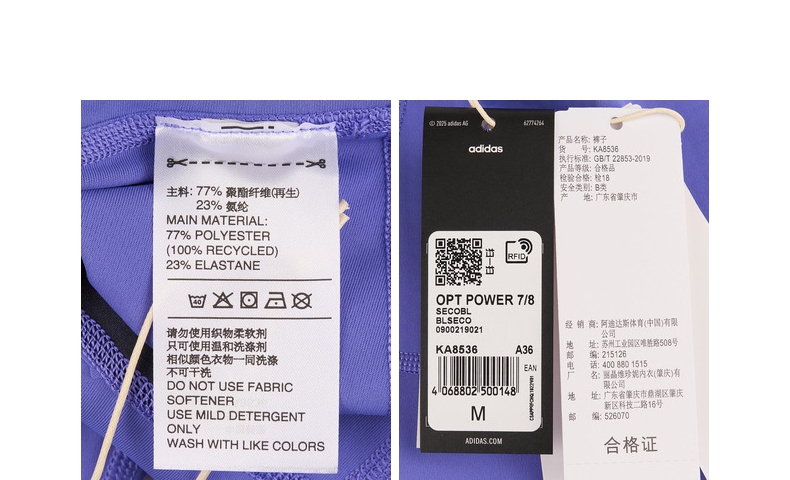 主料: 77% 聚酯纤维(再生)
23% 氨纶
MAIN MATERIAL:
77% POLYESTER
(100% RECYCLED)
23% ELASTANE
40
请勿使用织物柔软剂
只可使用温和洗涤剂
相似颜色衣物一同洗涤
不可干洗
DO NOT USE FABRIC
SOFTENER
USE MILD DETERGENT
ONLY
WASH WITH LIKE COLORS
© 2025 adidas AG
62774264
adidas
RFID
OPT POWER 7/8
SECOBL
BLSECO
0900219021
KA8536 A36
EAN
4 068802 500148
M
ADIDAS.COM
产品名称: 裤子
货 号: KA8536
执行标准: GB/T 22853-2019
产品等级: 合格品
检验合格: 检18
安全类别: B类
产 地: 广东省肇庆市
经 销 商: 阿迪达斯体育(中国)有限
公司
地 址: 苏州工业园区唯胜路508号
邮 编: 215126
电 话: 400 880 1515
厂 名: 丽晶维珍妮内衣(肇庆)有
限公司
地 址: 广东省肇庆市鼎湖区肇庆
新区科技二路16号
邮 编: 526070
合格证